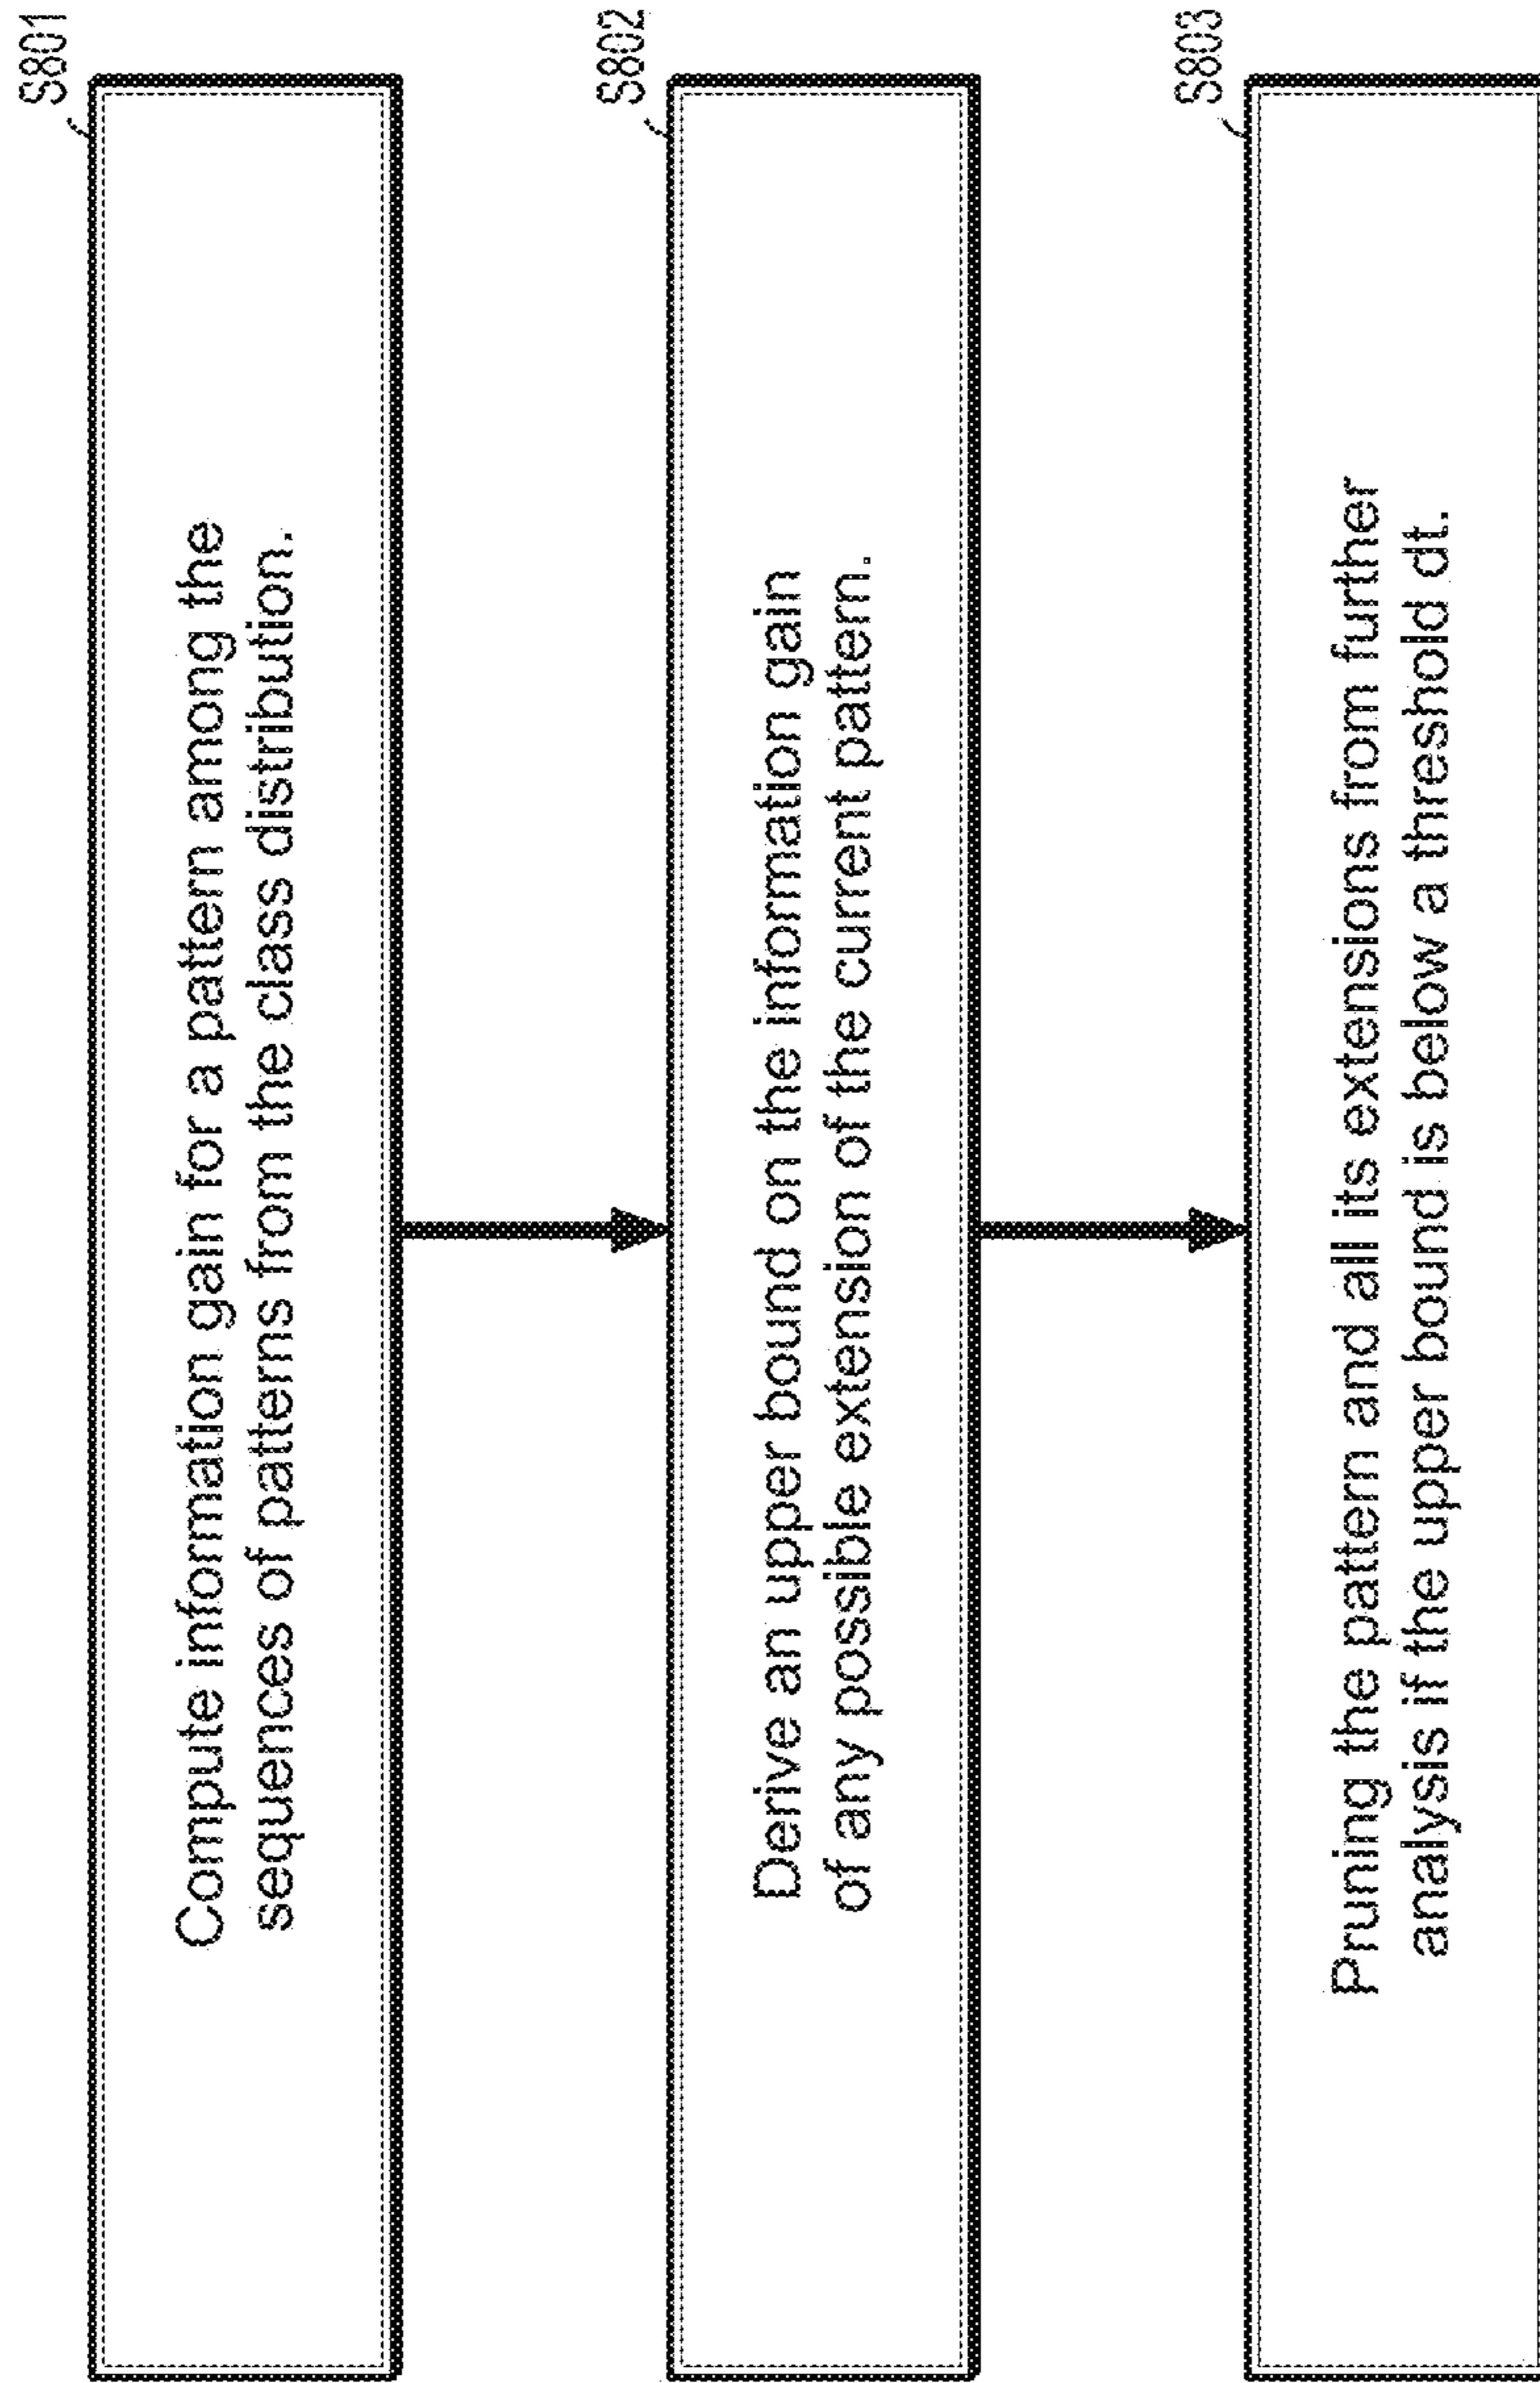 S801
Compute information gain for a pattern among the
sequences of patterns from the class distribution.
S802
Derive an upper bound on the information gain
of any possible extension of the current pattern.
S803
Pruning the pattern and all its extensions from further
analysis if the upper bound is below a threshold dt.